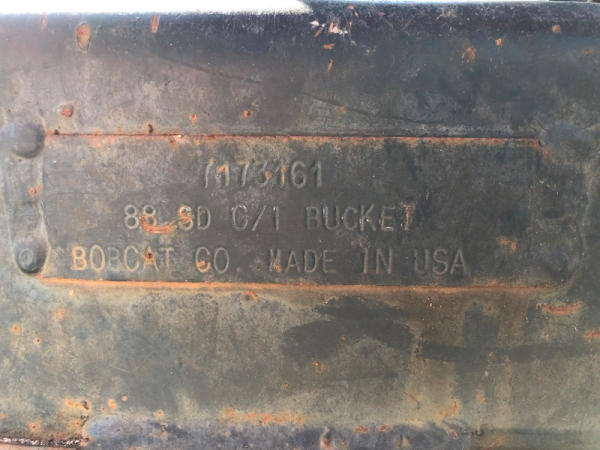 7173161
88 SD C/I BUCKET
BOBCAT CO. MADE IN USA